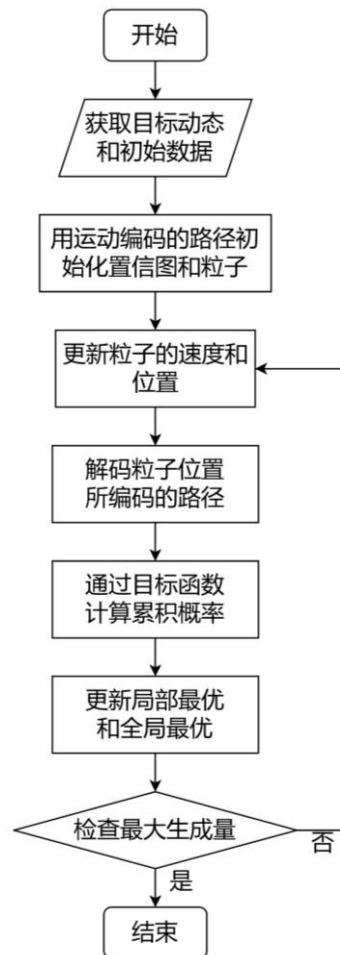 开始
获取目标动态
和初始数据
用运动编码的路径初
始化置信图和粒子
更新粒子的速度和
位置
解码粒子位置
所编码的路径
通过目标函数
计算累积概率
更新局部最优
和全局最优
检查最大生成量
否
是
结束